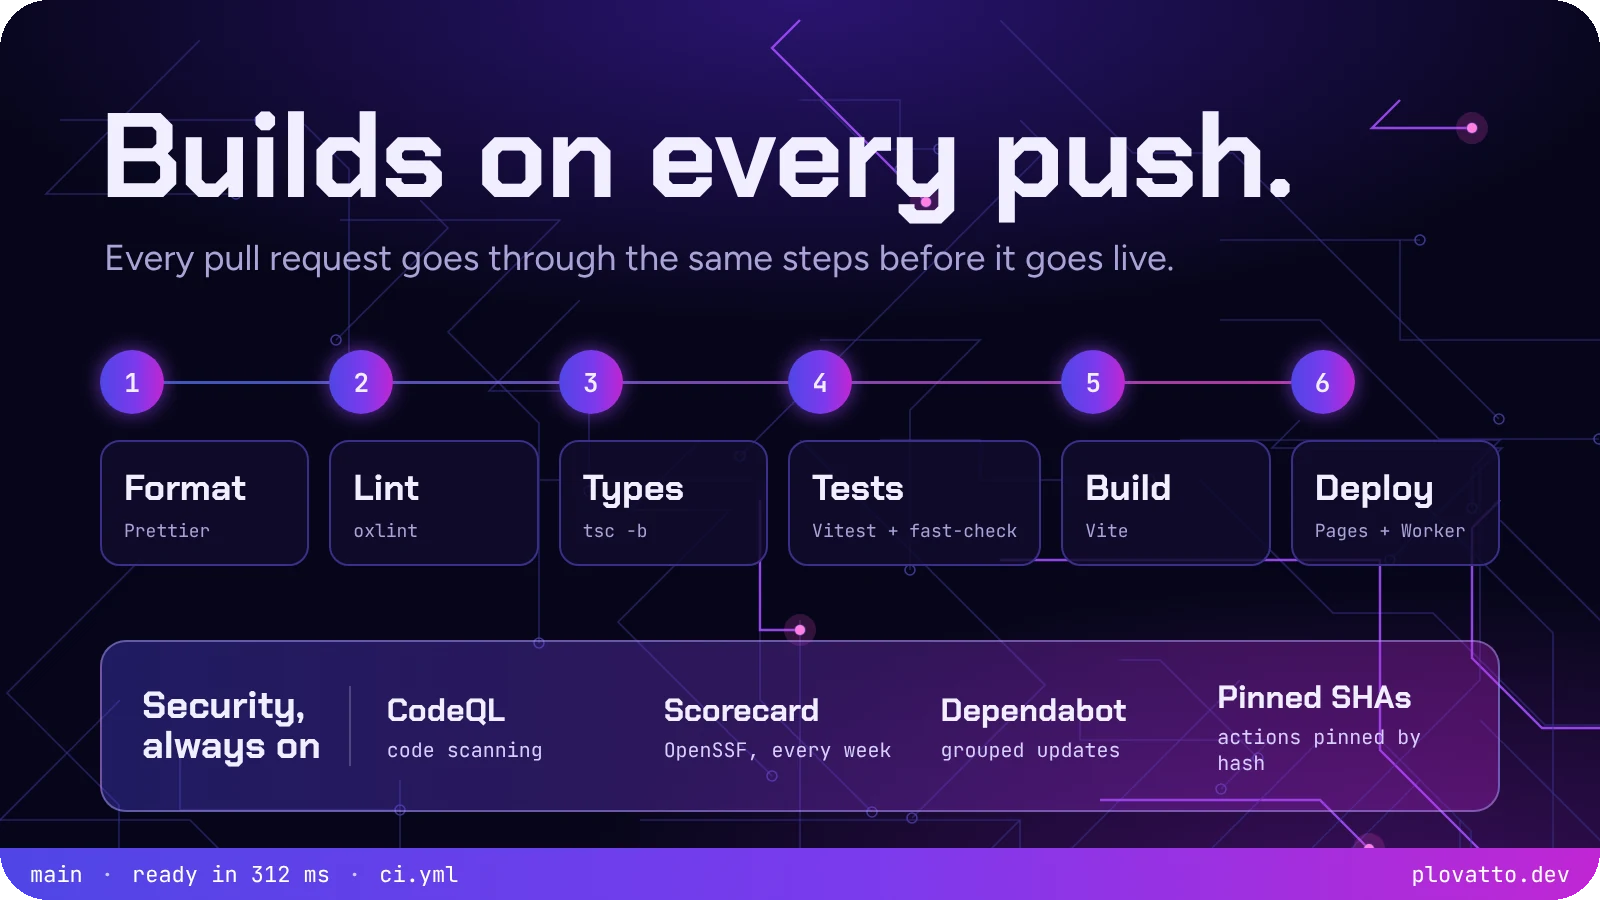 Builds on every push.
Every pull request goes through the same steps before it goes live.
1 2 3 4 5 6
Format Lint Types Tests Build Deploy
Prettier oxlint tsc -b Vitest + fast-check Vite Pages + Worker
Security,
always on
CodeQL
code scanning
Scorecard
OpenSSF, every week
Dependabot
grouped updates
Pinned SHAs
actions pinned by
hash
main · ready in 312 ms · ci.yml
plovatto.dev